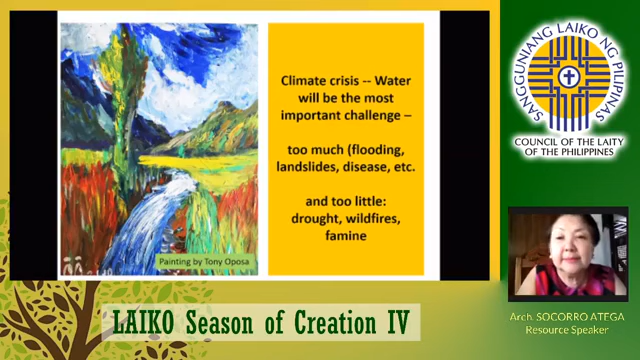 Climate crisis -- Water
will be the most
important challenge –
too much (flooding,
landslides, disease, etc.
and too little:
drought, wildfires,
famine
Painting by Tony Oposa
SANGGUNIANG LAIKO NG PILIPINAS
COUNCIL OF THE LAITY
OF THE PHILIPPINES
Arch. SOCORRO ATEGA
Resource Speaker
LAIKO Season of Creation IV